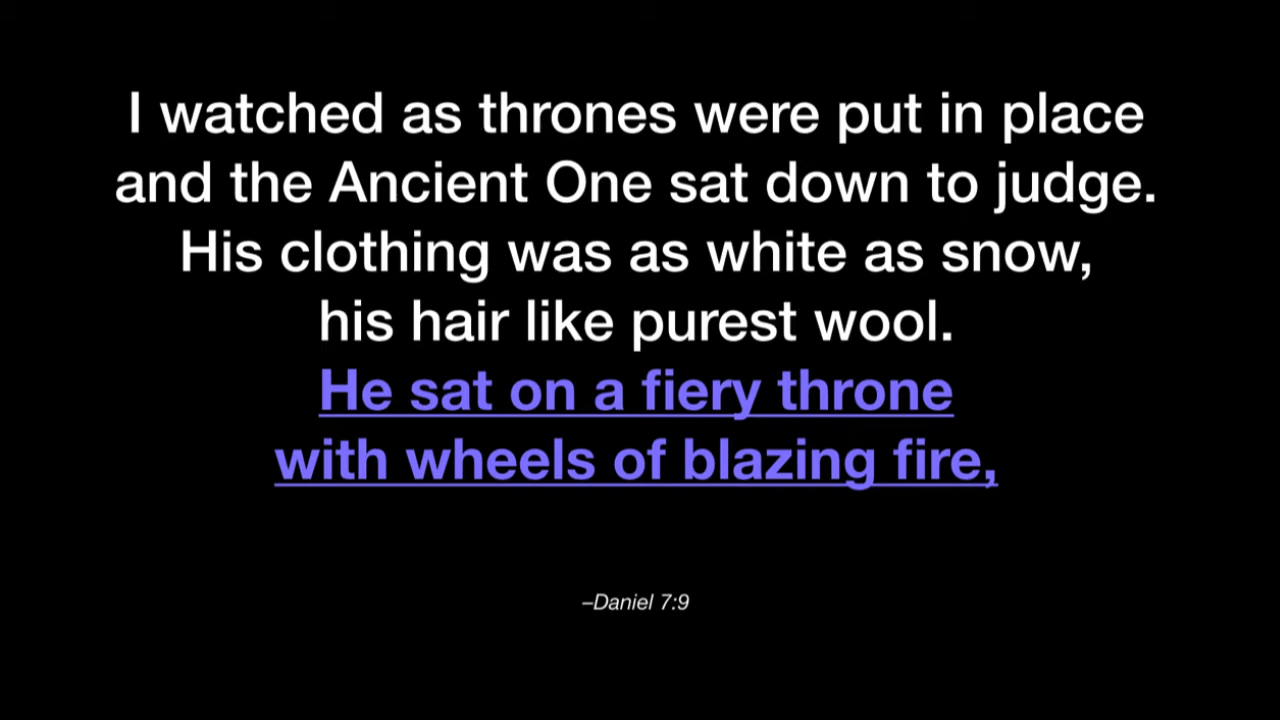 I watched as thrones were put in place
and the Ancient One sat down to judge.
His clothing was as white as snow,
his hair like purest wool.
He sat on a fiery throne
with wheels of blazing fire,
–Daniel 7:9